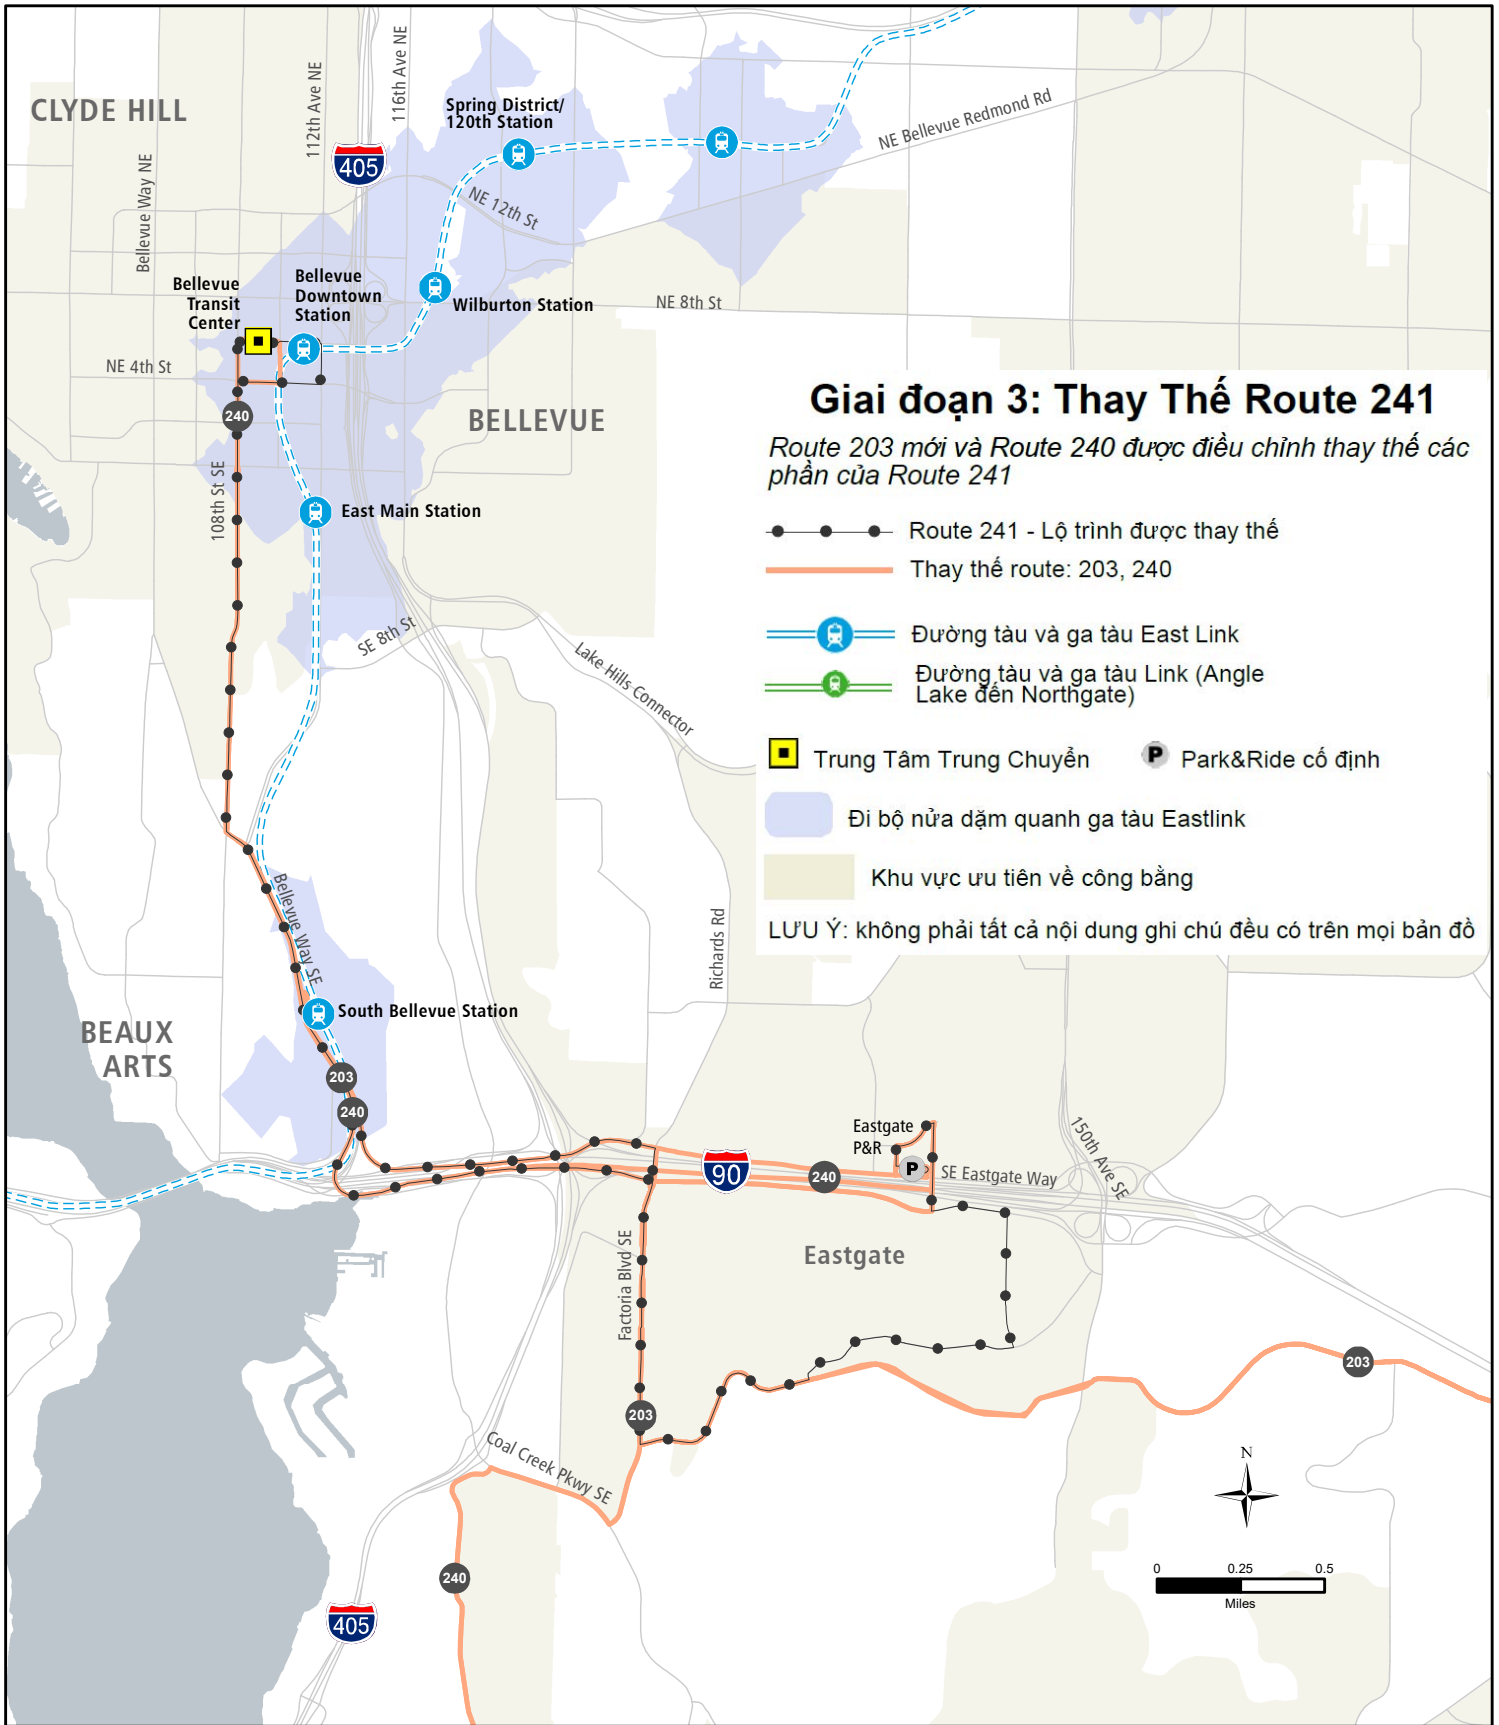 CLYDE HILL
Bellevue Way NE
112th Ave NE
116th Ave NE
405
Spring District/
120th Station
NE Bellevue Redmond Rd
NE 12th St
Bellevue
Transit
Center
Bellevue
Downtown
Station
Wilburton Station
NE 8th St
NE 4th St
240
BELLEVUE
108th St SE
East Main Station
SE 8th St
Lake Hills Connector
Giai đoạn 3: Thay Thế Route 241
Route 203 mới và Route 240 được điều chỉnh thay thế các
phần của Route 241
Route 241 - Lộ trình được thay thế
Thay thế route: 203, 240
Đường tàu và ga tàu East Link
Đường tàu và ga tàu Link (Angle
Lake đến Northgate)
Trung Tâm Trung Chuyển
P
Park&Ride cố định
Đi bộ nửa dặm quanh ga tàu Eastlink
Khu vực ưu tiên về công bằng
LƯU Ý: không phải tất cả nội dung ghi chú đều có trên mọi bản đồ
Bellevue Way SE
Richards Rd
South Bellevue Station
BEAUX
ARTS
203
240
Eastgate
P&R
P
90
240
SE Eastgate Way
150th Ave SE
Eastgate
Factoria Blvd SE
203
203
Coal Creek Pkwy SE
240
405
N
0 0.25 0.5
Miles